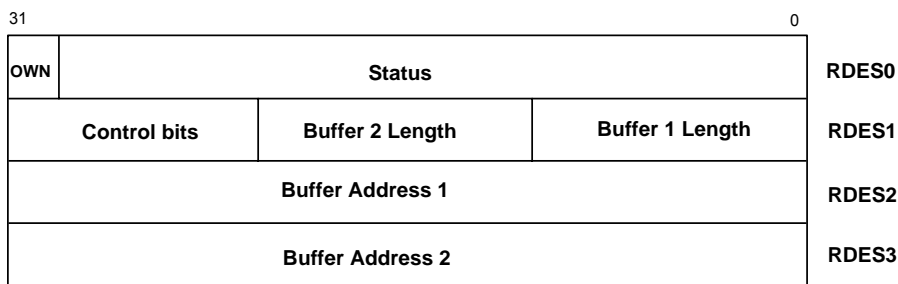 31 0
OWN Status RDES0
Control bits Buffer 2 Length Buffer 1 Length RDES1
Buffer Address 1 RDES2
Buffer Address 2 RDES3